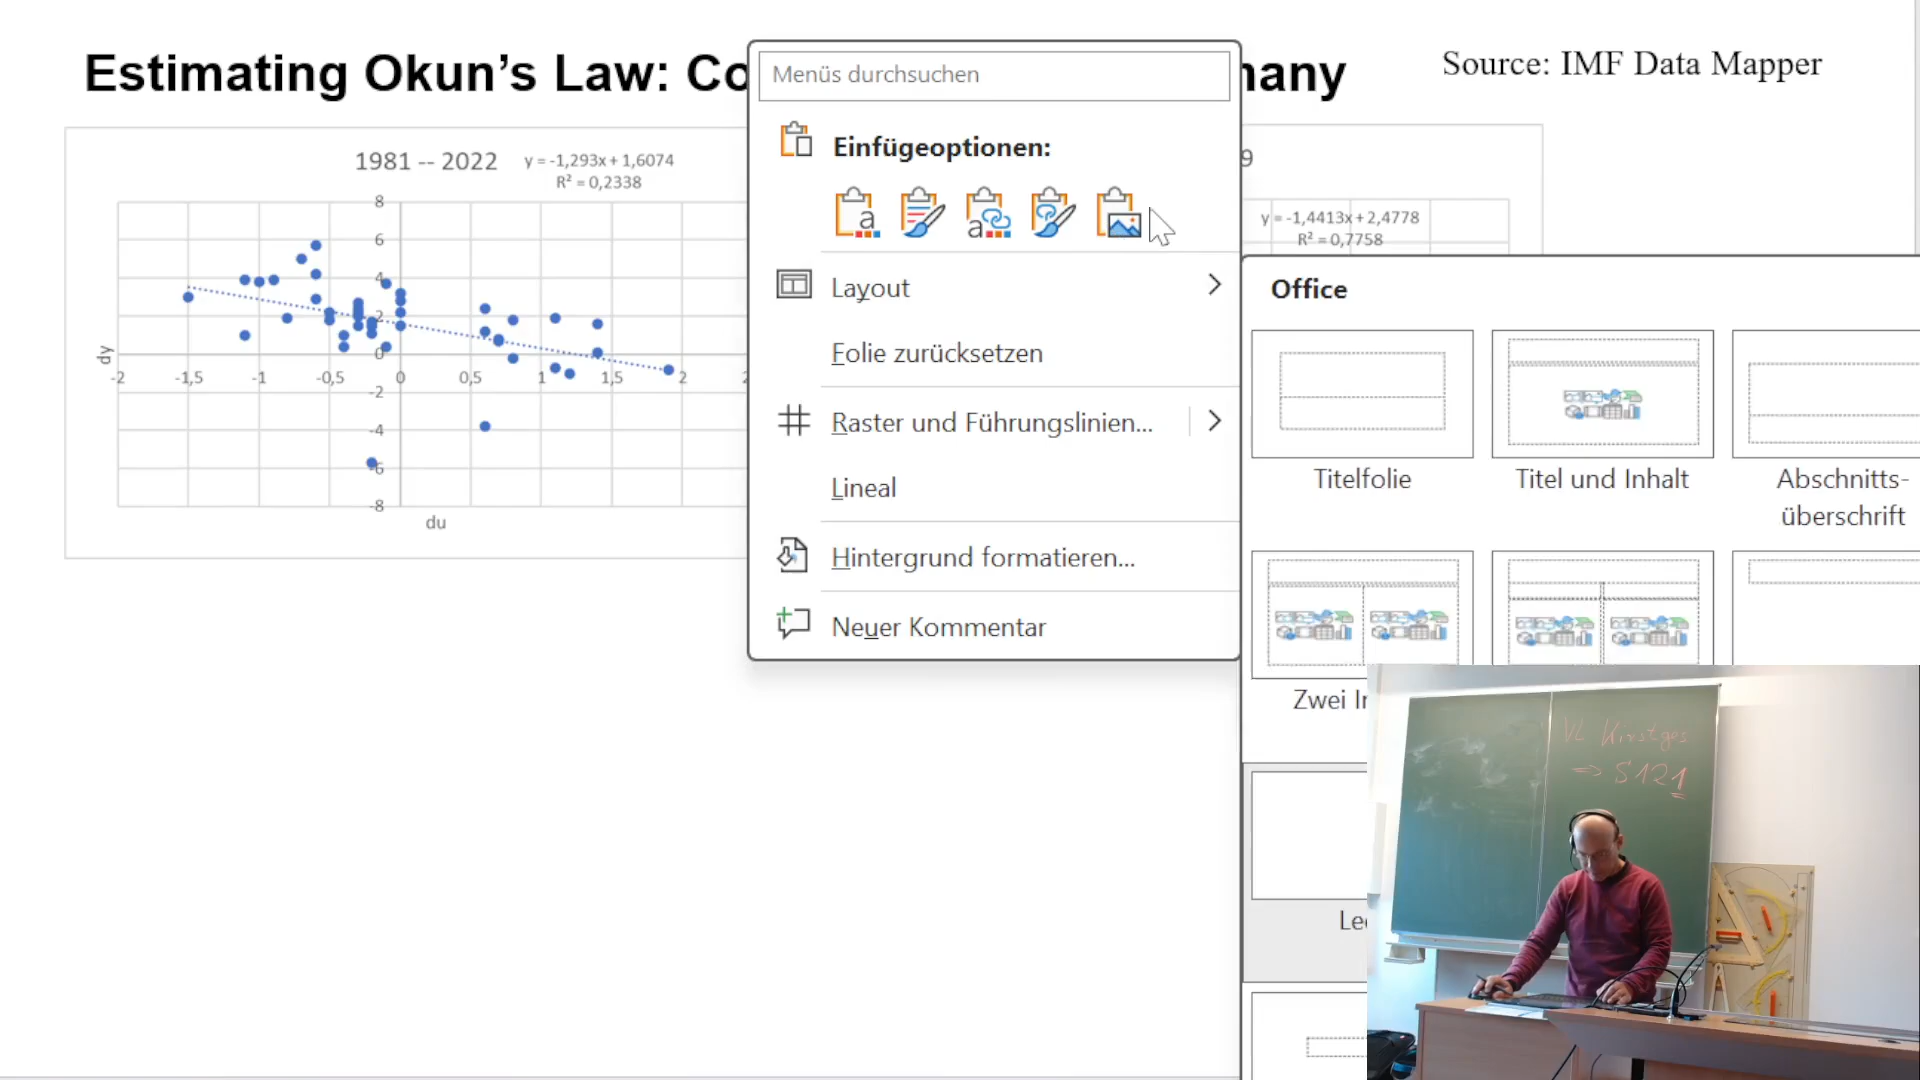 Estimating Okun's Law: Co
many
Source: IMF Data Mapper
1981 -- 2022
y = -1,293x + 1,6074
R² = 0,2338
8
6
4
2
0
-2
-4
-6
-8
-2
-1,5
-1
-0,5
0
0,5
1
1,5
2
dy
du
Menüs durchsuchen
Einfügeoptionen:
Layout
Folie zurücksetzen
Raster und Führungslinien...
Lineal
Hintergrund formatieren...
Neuer Kommentar
9
y = -1,4413x + 2,4778
R² = 0,7758
Office
Titelfolie
Titel und Inhalt
Abschnitts-
überschrift
Zwei I
Le
VL Kirstges
=> S121